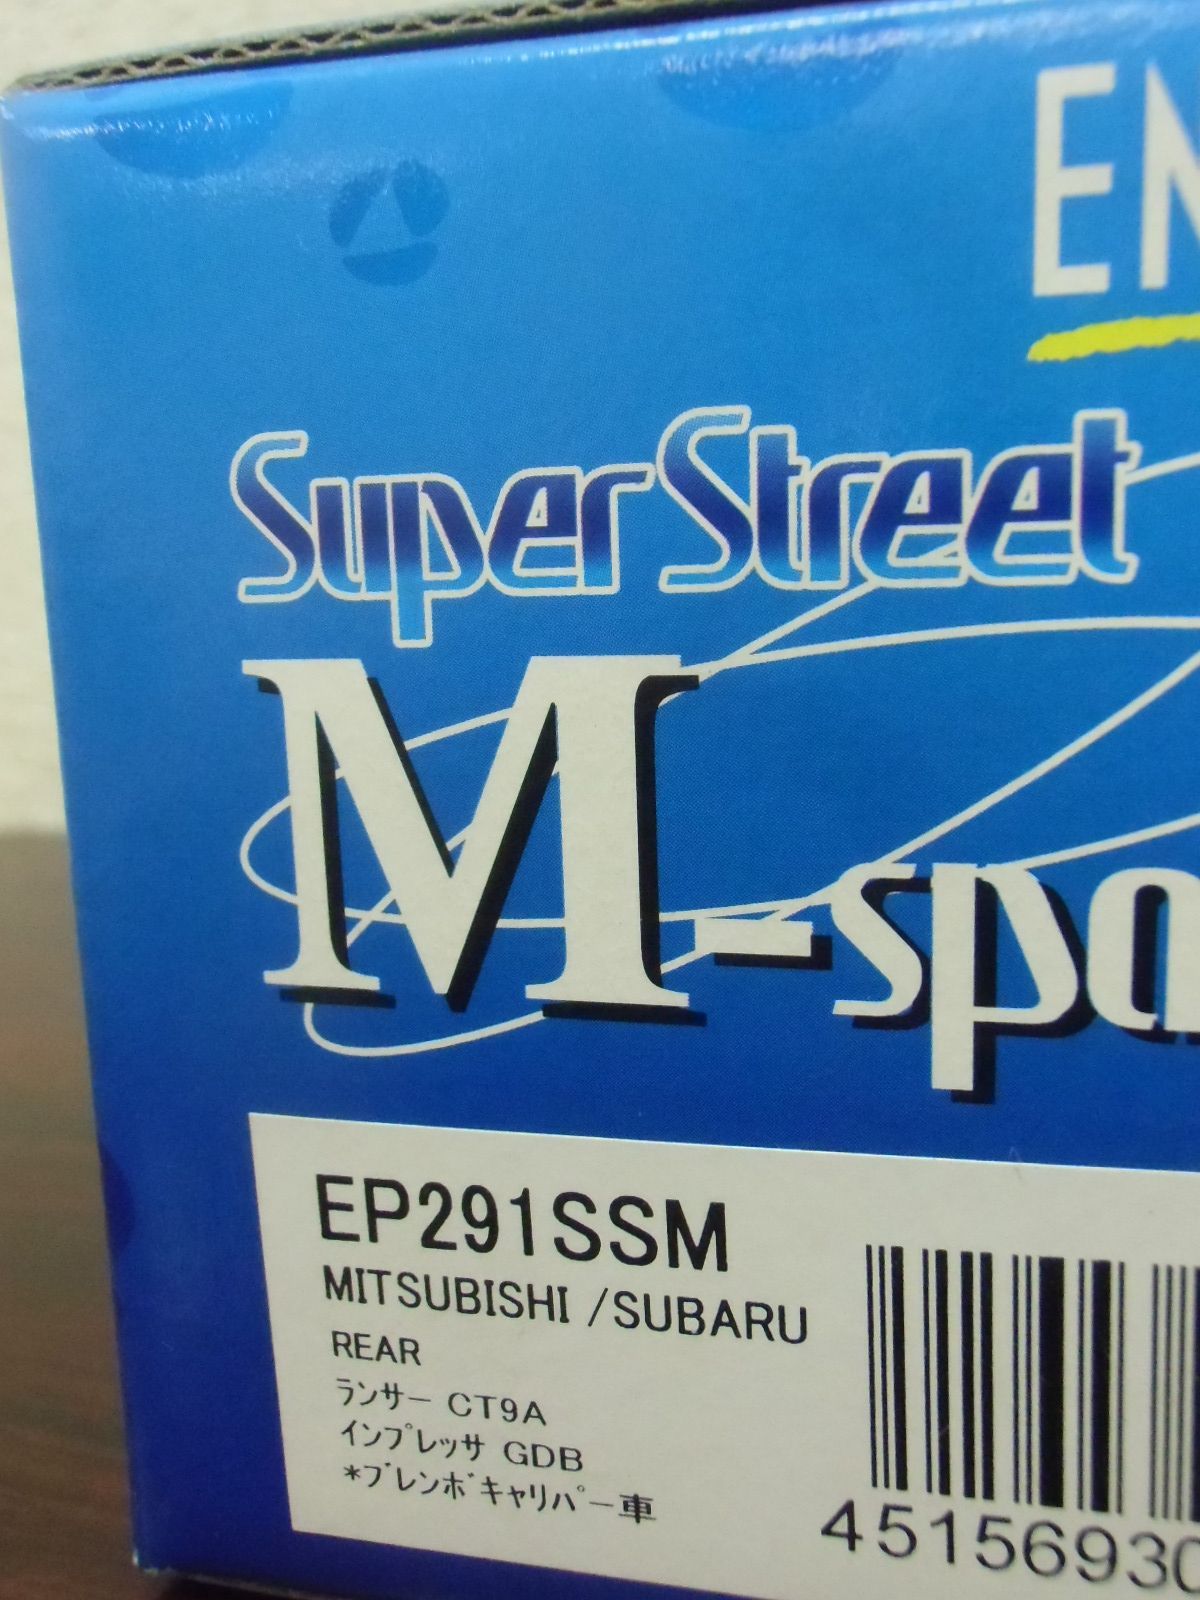 EN
Super Street
M-spo
EP291SSM
MITSUBISHI /SUBARU
REAR
ランサー CT9A
インプレッサ GDB
*ブレンボキャリパー車
45156930